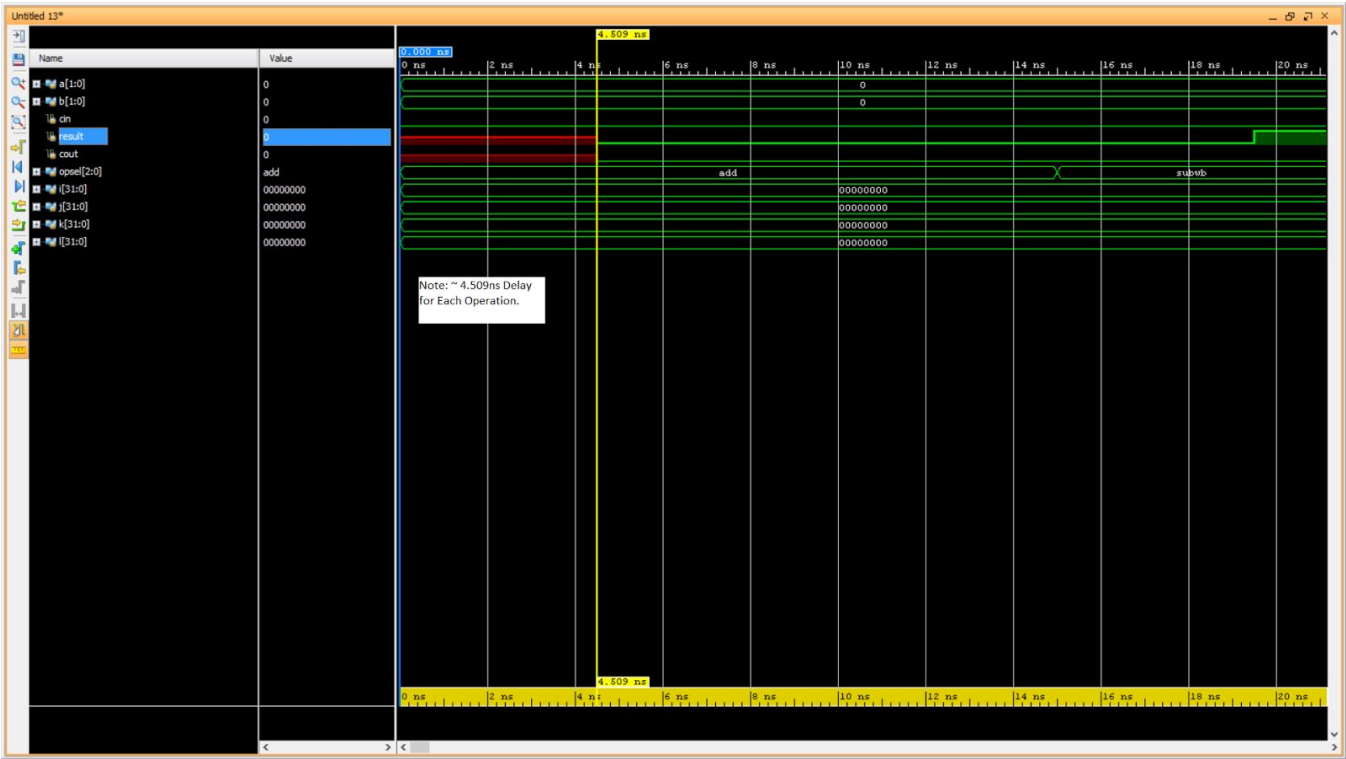 Untitled 13*
4.509 ns
0.000 ns
Name Value
0 ns 2 ns 4 ns 6 ns 8 ns 10 ns 12 ns 14 ns 16 ns 18 ns 20 ns
a[1:0] 0 0
b[1:0] 0 0
cin 0
result 0
cout 0
opsel[2:0] add add subwb
i[31:0] 00000000 00000000
j[31:0] 00000000 00000000
k[31:0] 00000000 00000000
l[31:0] 00000000 00000000
Note: ~ 4.509ns Delay
for Each Operation.
4.509 ns
0 ns 2 ns 4 ns 6 ns 8 ns 10 ns 12 ns 14 ns 16 ns 18 ns 20 ns